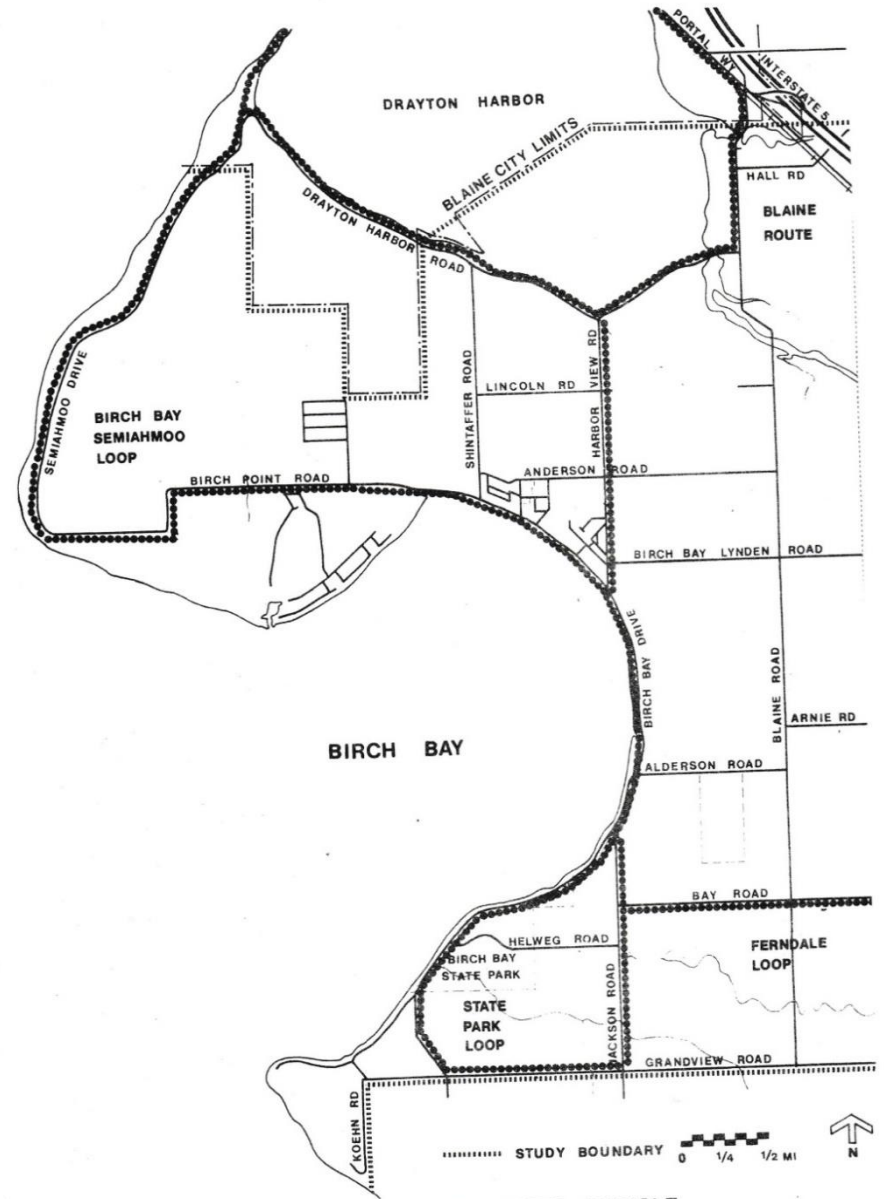 PORTAL WY
INTERSTATE 5
DRAYTON HARBOR
BLAINE CITY LIMITS
HALL RD
BLAINE
ROUTE
DRAYTON HARBOR
ROAD
SEMIAHMOO DRIVE
SHINTAFFER ROAD
HARBOR VIEW RD
LINCOLN RD
BIRCH BAY
SEMIAHMOO
LOOP
BIRCH POINT ROAD
ANDERSON ROAD
BIRCH BAY LYNDEN ROAD
BIRCH BAY DRIVE
BLAINE ROAD
ARNIE RD
BIRCH BAY
ALDERSON ROAD
BAY ROAD
HELWEG ROAD
FERNDALE
LOOP
BIRCH BAY
STATE PARK
STATE
PARK
LOOP
JACKSON ROAD
GRANDVIEW ROAD
KOEHN RD
STUDY BOUNDARY
0 1/4 1/2 MI
N